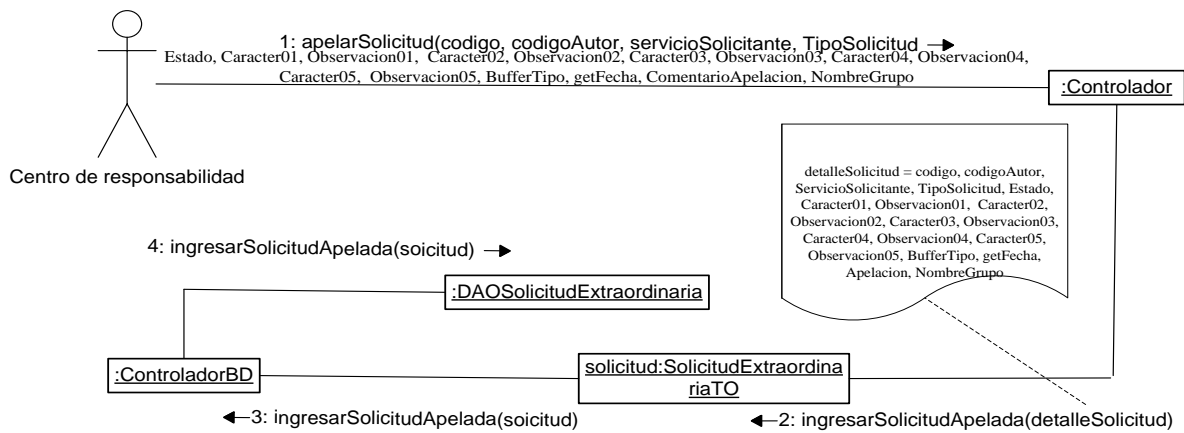 1: apelarSolicitud(codigo, codigoAutor, servicioSolicitante, TipoSolicitud
Estado, Caracter01, Observacion01, Caracter02, Observacion02, Caracter03, Observacion03, Caracter04, Observacion04,
Caracter05, Observacion05, BufferTipo, getFecha, ComentarioApelacion, NombreGrupo
:Controlador
Centro de responsabilidad
detalleSolicitud = codigo, codigoAutor,
ServicioSolicitante, TipoSolicitud, Estado,
Caracter01, Observacion01, Caracter02,
Observacion02, Caracter03, Observacion03,
Caracter04, Observacion04, Caracter05,
Observacion05, BufferTipo, getFecha,
Apelacion, NombreGrupo
4: ingresarSolicitudApelada(soicitud)
:DAOSolicitudExtraordinaria
:ControladorBD
solicitud:SolicitudExtraordina
riaTO
3: ingresarSolicitudApelada(soicitud)
2: ingresarSolicitudApelada(detalleSolicitud)